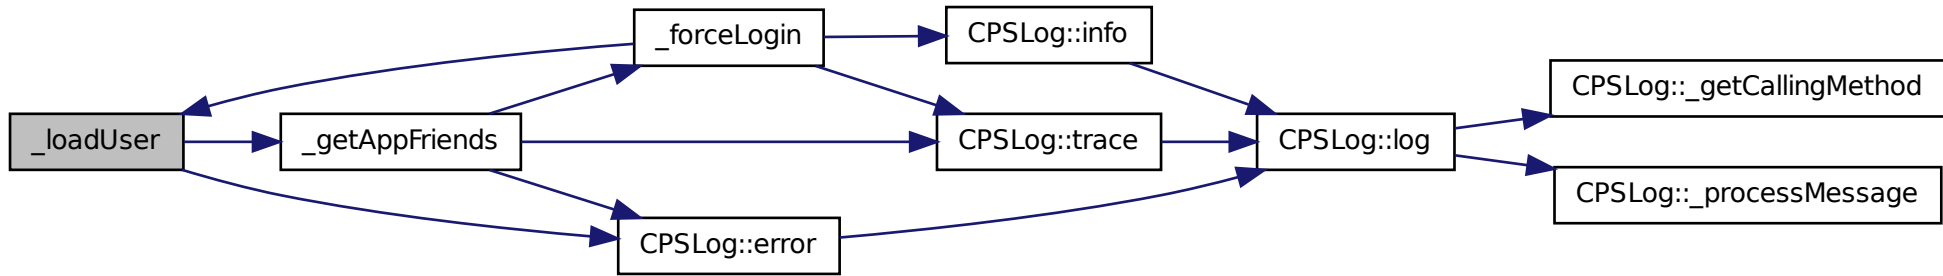 _loadUser
_getAppFriends
_forceLogin
CPSLog::info
CPSLog::trace
CPSLog::error
CPSLog::log
CPSLog::_getCallingMethod
CPSLog::_processMessage